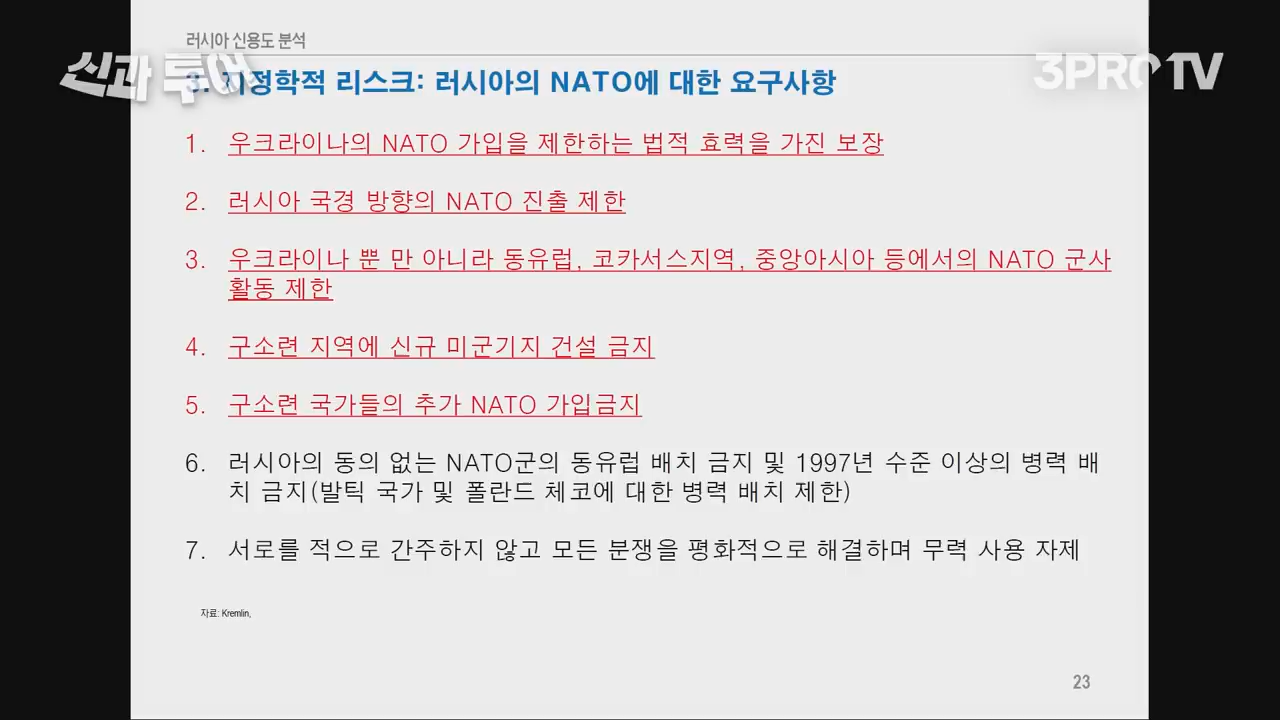 러시아 신용도 분석
신과 투어
3PRO TV
3. 지정학적 리스크: 러시아의 NATO에 대한 요구사항
1. 우크라이나의 NATO 가입을 제한하는 법적 효력을 가진 보장
2. 러시아 국경 방향의 NATO 진출 제한
3. 우크라이나 뿐 만 아니라 동유럽, 코카서스지역, 중앙아시아 등에서의 NATO 군사
활동 제한
4. 구소련 지역에 신규 미군기지 건설 금지
5. 구소련 국가들의 추가 NATO 가입금지
6. 러시아의 동의 없는 NATO군의 동유럽 배치 금지 및 1997년 수준 이상의 병력 배
치 금지(발틱 국가 및 폴란드 체코에 대한 병력 배치 제한)
7. 서로를 적으로 간주하지 않고 모든 분쟁을 평화적으로 해결하며 무력 사용 자제
자료: Kremlin,
23